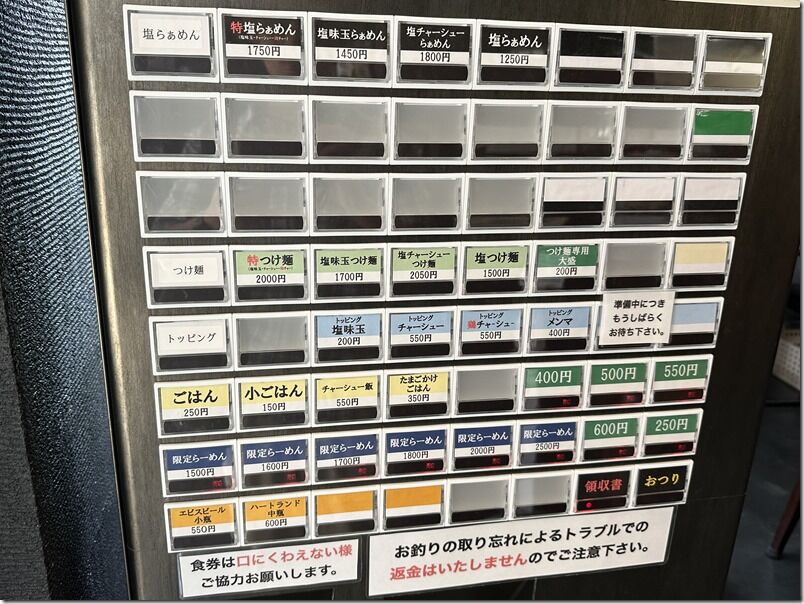 塩らぁめん
特塩らぁめん
1750円
塩味玉らぁめん
1450円
塩チャーシュー
らぁめん
1800円
塩らぁめん
1250円
つけ麺
特つけ麺
2000円
塩味玉つけ麺
1700円
塩チャーシュー
つけ麺
2050円
塩つけ麺
1500円
つけ麺専用
大盛
200円
準備中につき
もうしばらく
お待ち下さい。
トッピング
トッピング
塩味玉
200円
トッピング
チャーシュー
550円
トッピング
鶏チャーシュー
550円
トッピング
メンマ
400円
ごはん
250円
小ごはん
150円
チャーシュー飯
550円
たまごかけ
ごはん
350円
400円
500円
550円
限定らーめん
1500円
限定らーめん
1600円
限定らーめん
1700円
限定らーめん
1800円
限定らーめん
2000円
限定らーめん
2500円
600円
250円
エビスビール
小瓶
550円
ハートランド
中瓶
600円
領収書
おつり
食券は口にくわえない様
ご協力お願いします。
お釣りの取り忘れによるトラブルでの
返金はいたしませんのでご注意下さい。